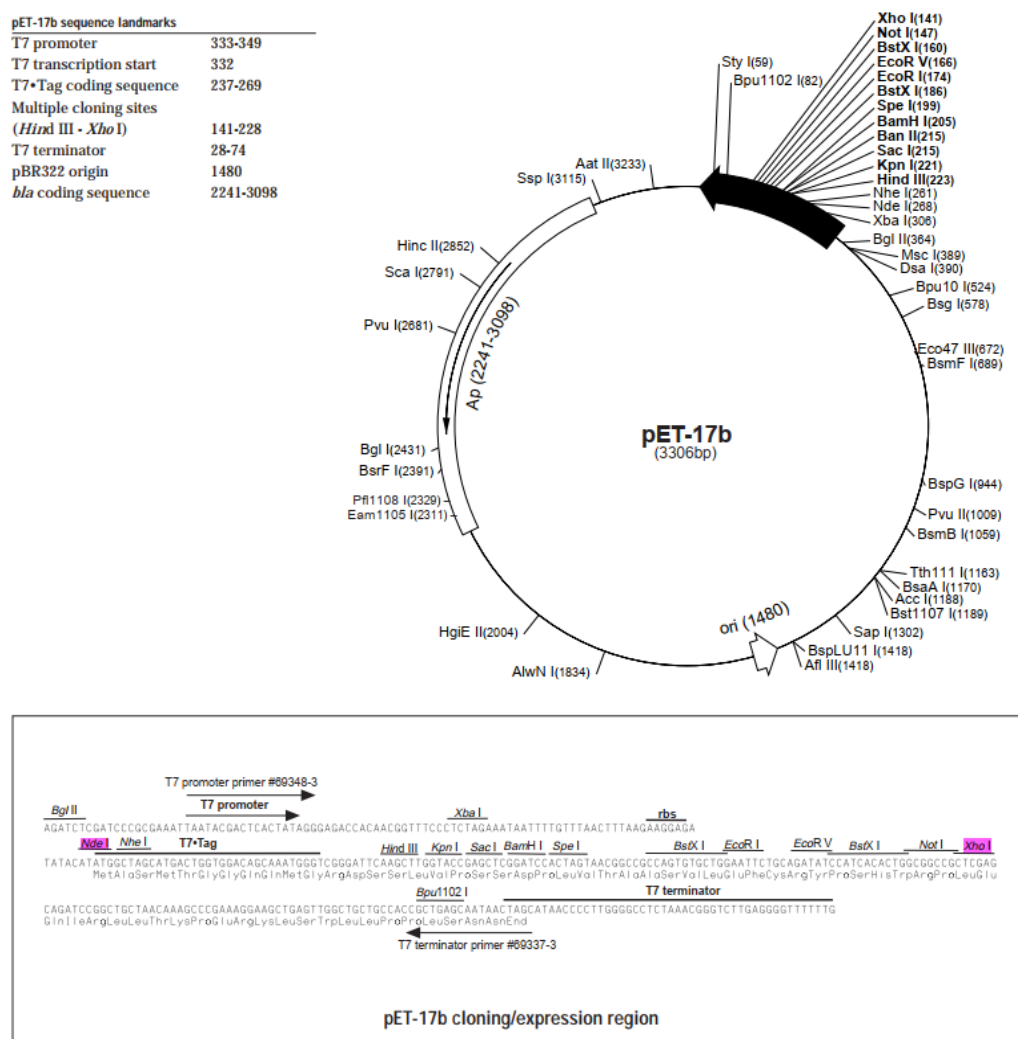 pET-17b sequence landmarks
T7 promoter 333-349
T7 transcription start 332
T7•Tag coding sequence 237-269
Multiple cloning sites
(Hind III - Xho I) 141-228
T7 terminator 28-74
pBR322 origin 1480
bla coding sequence 2241-3098
Xho I(141)
Not I(147)
BstX I(160)
EcoR V(166)
EcoR I(174)
BstX I(186)
Spe I(199)
BamH I(205)
Ban II(215)
Sac I(215)
Kpn I(221)
Hind III(223)
Nhe I(261)
Nde I(268)
Xba I(306)
Bgl II(364)
Msc I(389)
Dsa I(390)
Bpu10 I(524)
Bsg I(578)
Eco47 III(672)
BsmF I(689)
BspG I(944)
Pvu II(1009)
BsmB I(1059)
Tth111 I(1163)
BsaA I(1170)
Acc I(1188)
Bst1107 I(1189)
Sap I(1302)
BspLU11 I(1418)
Afl III(1418)
Sty I(59)
Bpu1102 I(82)
Aat II(3233)
Ssp I(3115)
Hinc II(2852)
Sca I(2791)
Pvu I(2681)
Bgl I(2431)
BsrF I(2391)
Pfl1108 I(2329)
Eam1105 I(2311)
HgiE II(2004)
AlwN I(1834)
Ap (2241-3098)
ori (1480)
pET-17b
(3306bp)
T7 promoter primer #69348-3
Bgl II T7 promoter Xba I rbs
AGATCTCGATCCCGCGAAATTAATACGACTCACTATAGGGAGACCACAACGGTTTCCCTCTAGAAATAATTTTGTTTAACTTTAAGAAGGAGA
Nde I Nhe I T7•Tag Hind III Kpn I Sac I BamH I Spe I BstX I EcoR I EcoR V BstX I Not I Xho I
TATACATATGGCTAGCATGACTGGTGGACAGCAAATGGGTCGGGATTCAAGCTTGGTACCGAGCTCGGATCCACTAGTAACGGCCGCCAGTGTGCTGGAATTCTGCAGATATCCATCACACTGGCGGCCGCTCGAG
MetAlaSerMetThrGlyGlyGlnGlnMetGlyArgAspSerSerLeuValProSerSerAspProLeuValThrAlaAlaSerValLeuGluPheCysArgTyrProSerHisTrpArgProLeuGlu
Bpu1102 I T7 terminator
CAGATCCGGCTGCTAACAAAGCCCGAAAGGAAGCTGAGTTGGCTGCTGCCACCGCTGAGCAATAACTAGCATAACCCCTTGGGGCCTCTAAACGGGTCTTGAGGGGTTTTTTG
GlnIleArgLeuLeuThrLysProGluArgLysLeuSerTrpLeuLeuProProLeuSerAsnAsnEnd
T7 terminator primer #69337-3
pET-17b cloning/expression region